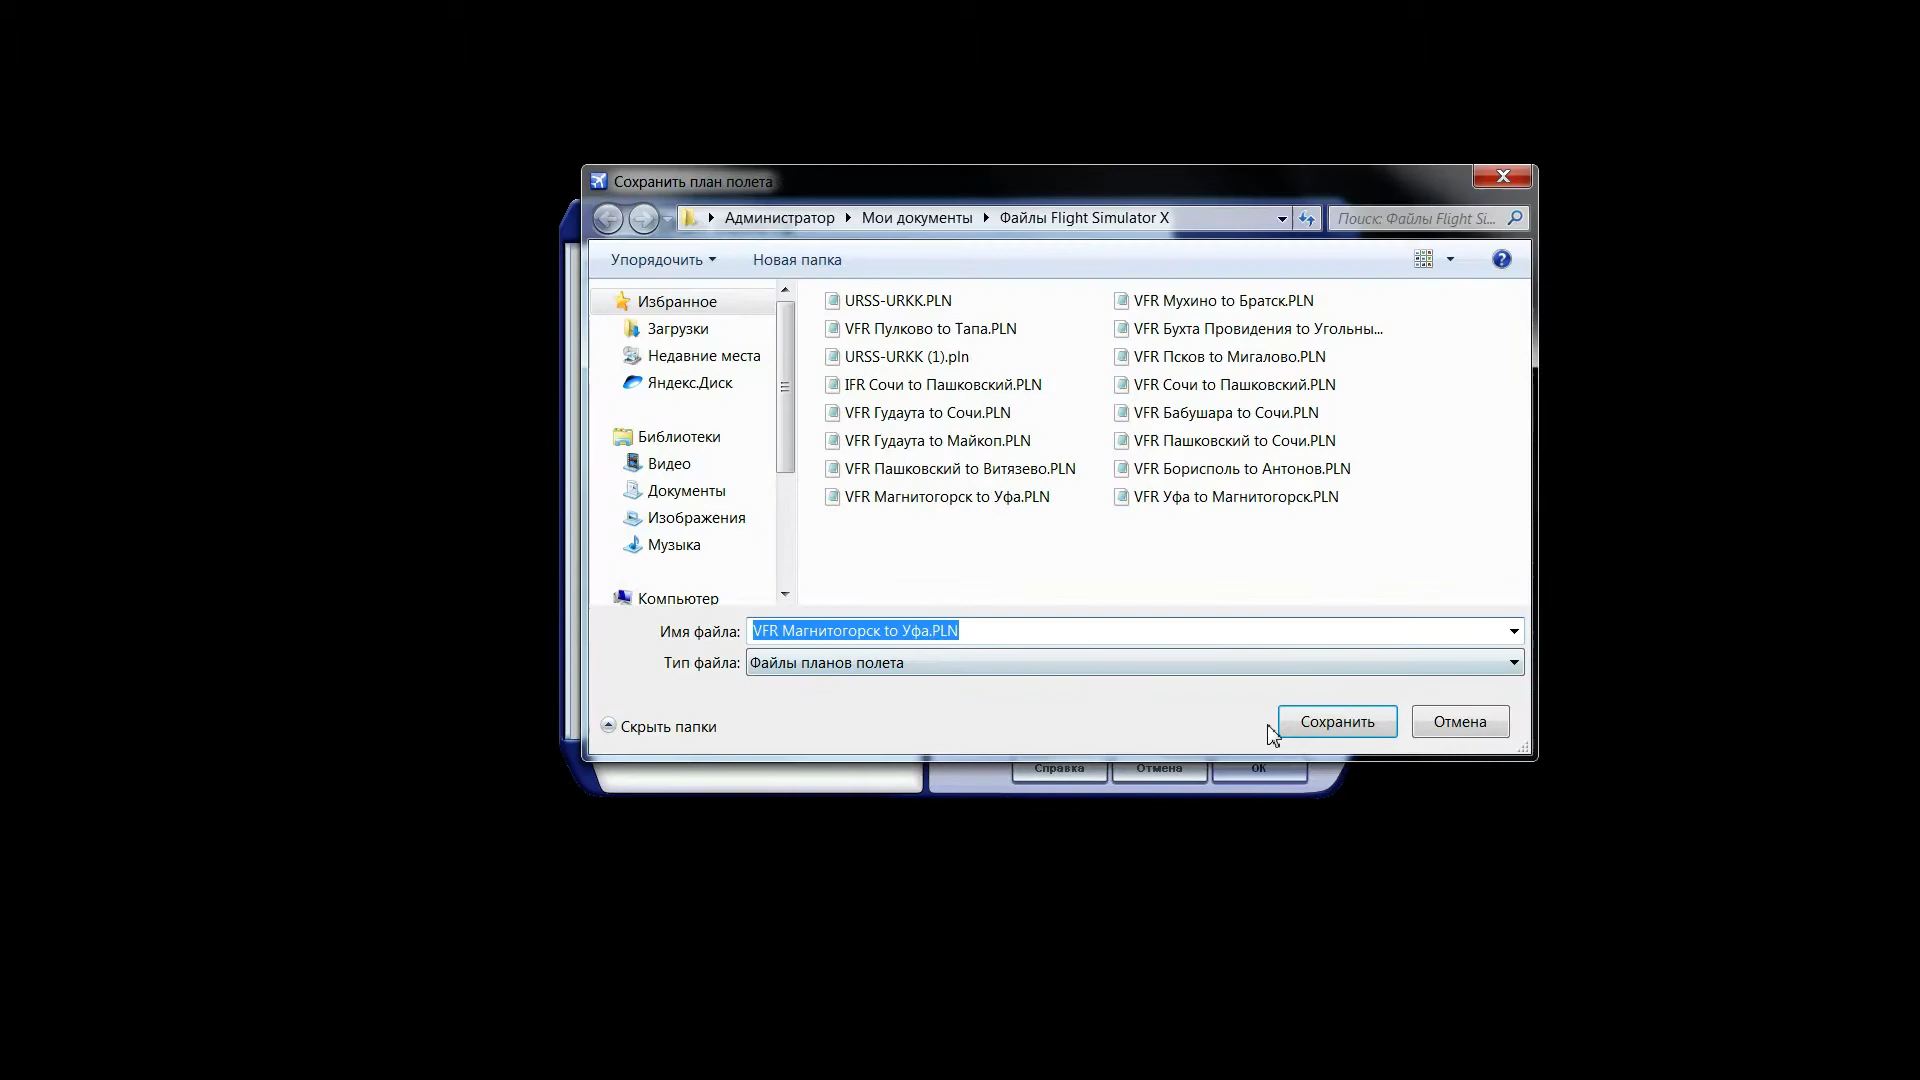 Сохранить план полета
Администратор Мои документы Файлы Flight Simulator X
Поиск: Файлы Flight Si...
Упорядочить Новая папка
Избранное
Загрузки
Недавние места
Яндекс.Диск
Библиотеки
Видео
Документы
Изображения
Музыка
Компьютер
URSS-URKK.PLN
VFR Пулково to Тапа.PLN
URSS-URKK (1).pln
IFR Сочи to Пашковский.PLN
VFR Гудаута to Сочи.PLN
VFR Гудаута to Майкоп.PLN
VFR Пашковский to Витязево.PLN
VFR Магнитогорск to Уфа.PLN
VFR Мухино to Братск.PLN
VFR Бухта Провидения to Угольны...
VFR Псков to Мигалово.PLN
VFR Сочи to Пашковский.PLN
VFR Бабушара to Сочи.PLN
VFR Пашковский to Сочи.PLN
VFR Борисполь to Антонов.PLN
VFR Уфа to Магнитогорск.PLN
Имя файла: VFR Магнитогорск to Уфа.PLN
Тип файла: Файлы планов полета
Скрыть папки
Сохранить Отмена
Справка Отмена OK